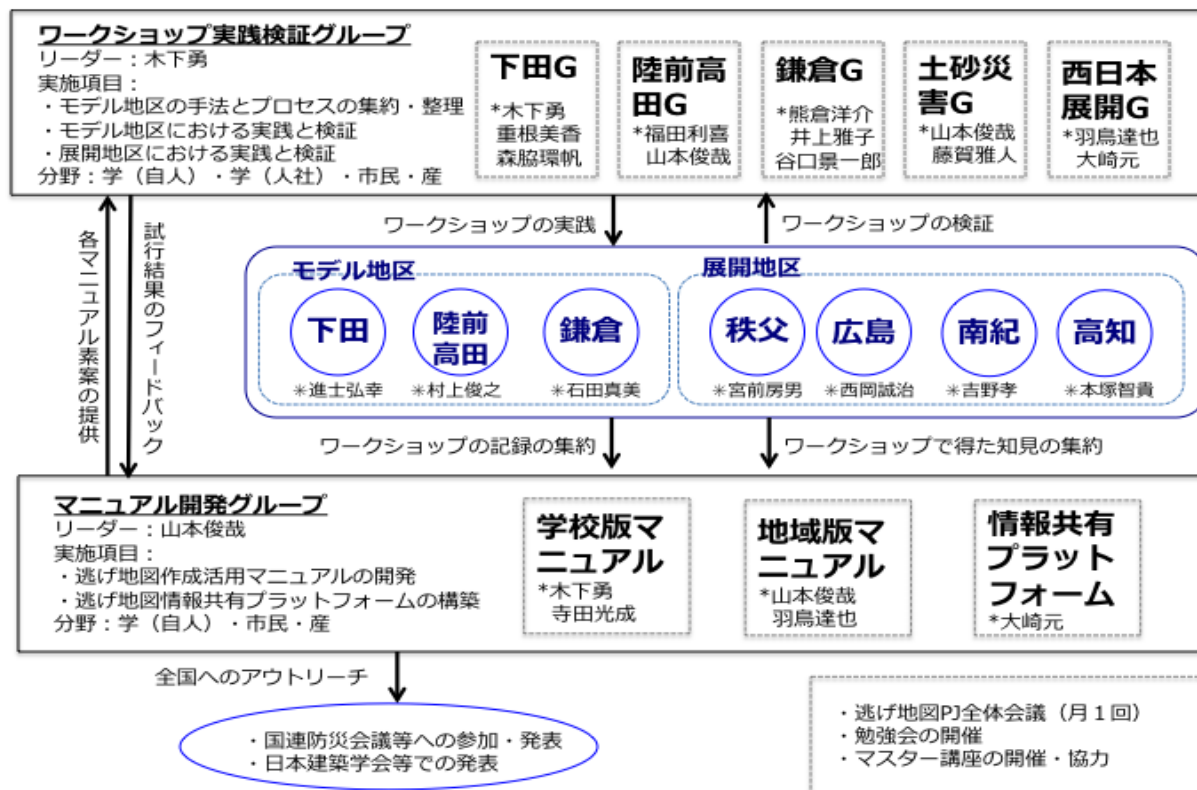 ワークショップ実践検証グループ
リーダー：木下勇
実施項目：
・モデル地区の手法とプロセスの集約・整理
・モデル地区における実践と検証
・展開地区における実践と検証
分野：学（自人）・学（人社）・市民・産
下田G
*木下勇
重根美香
森脇環帆
陸前高
田G
*福田利喜
山本俊哉
鎌倉G
*熊倉洋介
井上雅子
谷口景一郎
土砂災
害G
*山本俊哉
藤賀雅人
西日本
展開G
*羽鳥達也
大崎元
各マニュアル素案の提供
試行結果のフィードバック
ワークショップの実践
ワークショップの検証
モデル地区
下田
＊進士弘幸
陸前
高田
＊村上俊之
鎌倉
＊石田真美
展開地区
秩父
＊宮前房男
広島
＊西岡誠治
南紀
＊吉野孝
高知
＊本塚智貴
ワークショップの記録の集約
ワークショップで得た知見の集約
マニュアル開発グループ
リーダー：山本俊哉
実施項目：
・逃げ地図作成活用マニュアルの開発
・逃げ地図情報共有プラットフォームの構築
分野：学（自人）・市民・産
学校版マ
ニュアル
*木下勇
寺田光成
地域版マ
ニュアル
*山本俊哉
羽鳥達也
情報共有
プラット
フォーム
*大崎元
全国へのアウトリーチ
・国連防災会議等への参加・発表
・日本建築学会等での発表
・逃げ地図PJ全体会議（月１回）
・勉強会の開催
・マスター講座の開催・協力